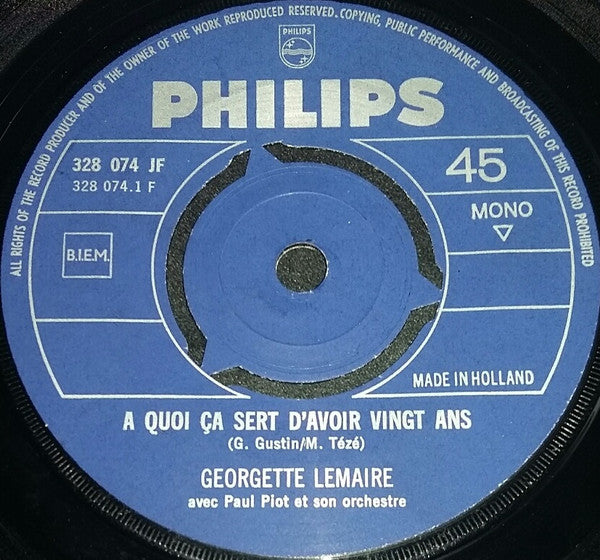 ALL RIGHTS OF THE RECORD PRODUCER AND OF THE OWNER OF THE WORK REPRODUCED RESERVED. COPYING, PUBLIC PERFORMANCE AND BROADCASTING OF THIS RECORD PROHIBITED
PHILIPS
PHILIPS
328 074 JF
328 074.1 F
45
MONO
B.I.E.M.
MADE IN HOLLAND
A QUOI ÇA SERT D'AVOIR VINGT ANS
(G. Gustin/M. Tézé)
GEORGETTE LEMAIRE
avec Paul Piot et son orchestre